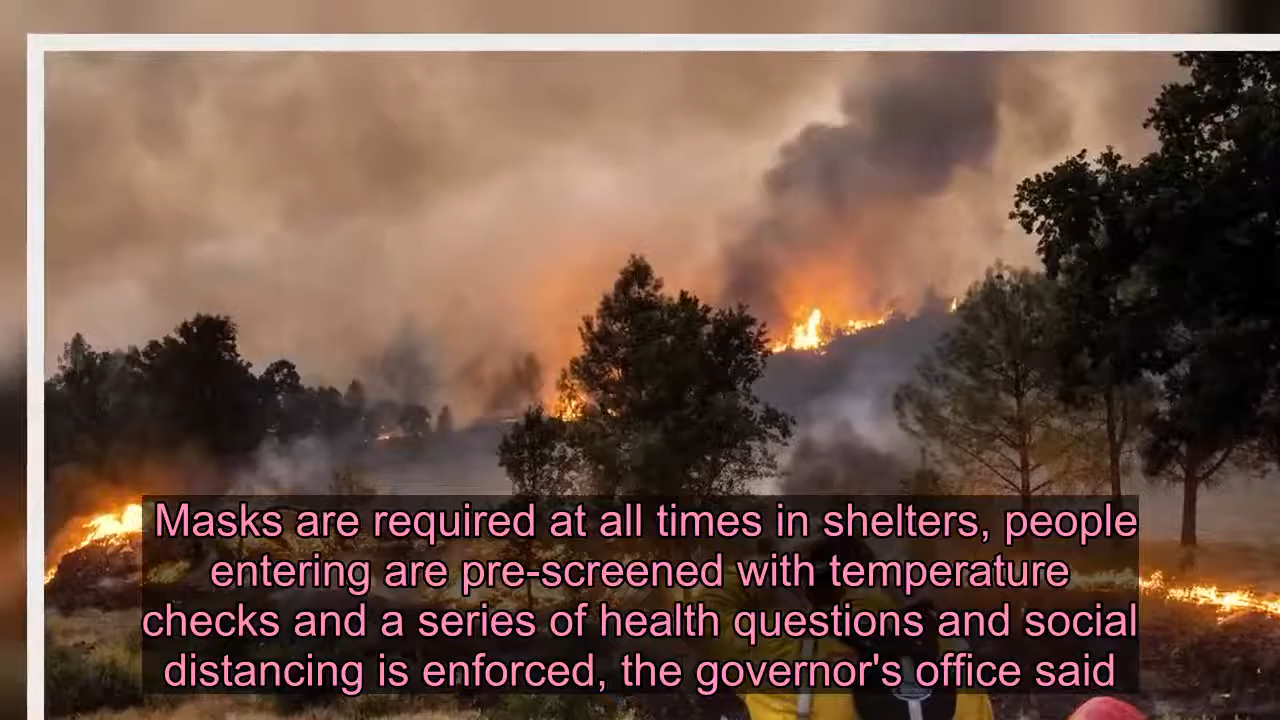 Masks are required at all times in shelters, people
entering are pre-screened with temperature
checks and a series of health questions and social
distancing is enforced, the governor's office said